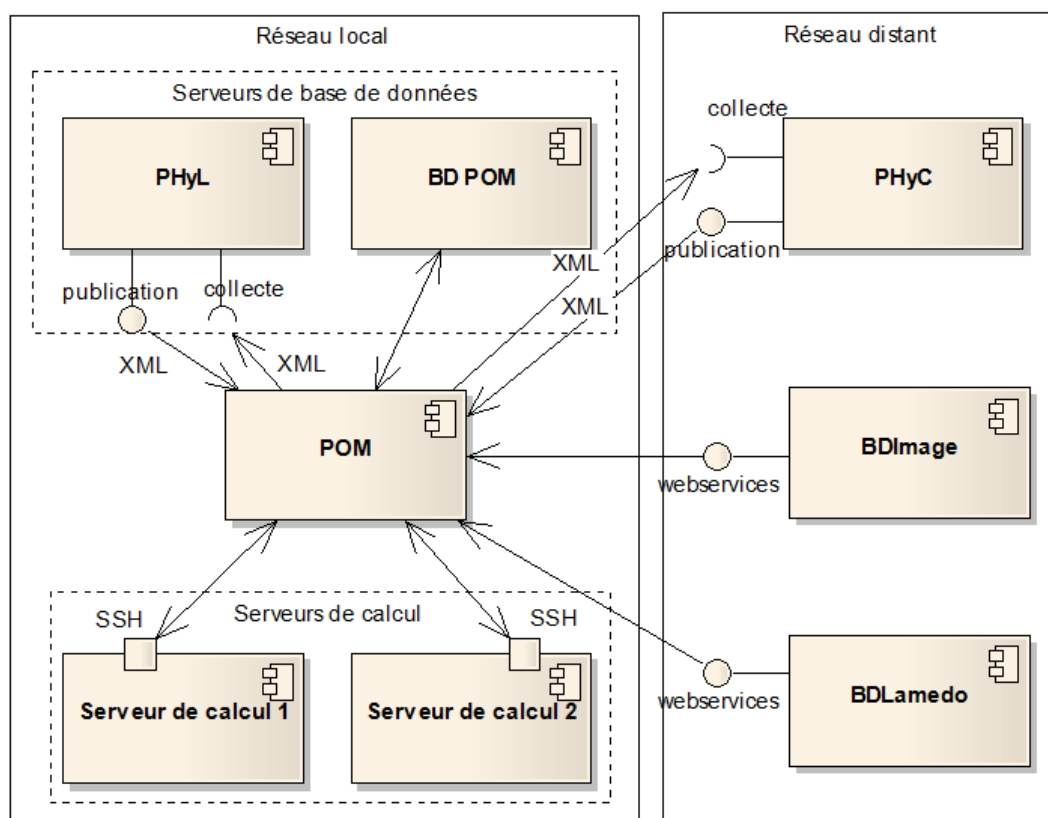 Réseau local
Réseau distant
Serveurs de base de données
collecte
PHyL
BD POM
PHyC
publication
XML
publication
collecte
XML
XML
XML
POM
BDImage
webservices
SSH
Serveurs de calcul
SSH
Serveur de calcul 1
Serveur de calcul 2
BDLamedo
webservices